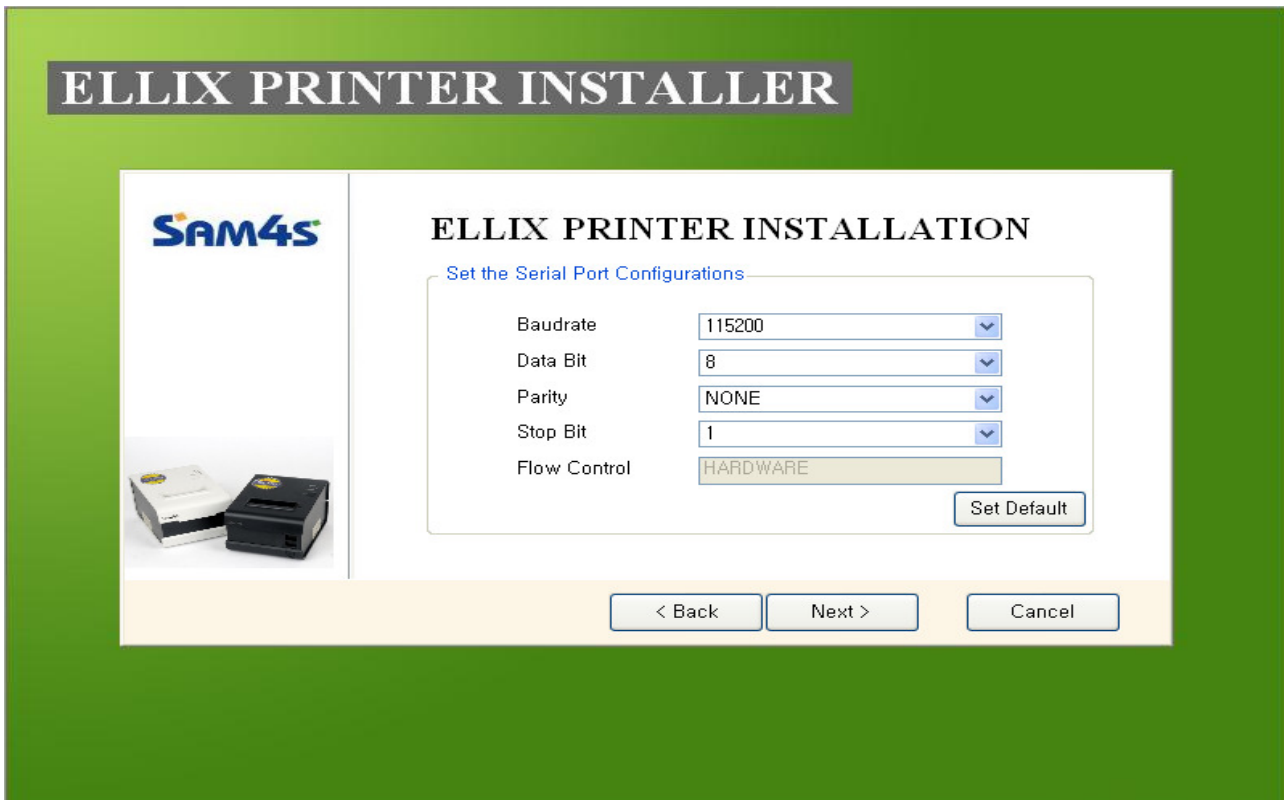 ELLIX PRINTER INSTALLER
SAM4S
ELLIX PRINTER INSTALLATION
Set the Serial Port Configurations
Baudrate 115200
Data Bit 8
Parity NONE
Stop Bit 1
Flow Control HARDWARE
Set Default
< Back Next > Cancel